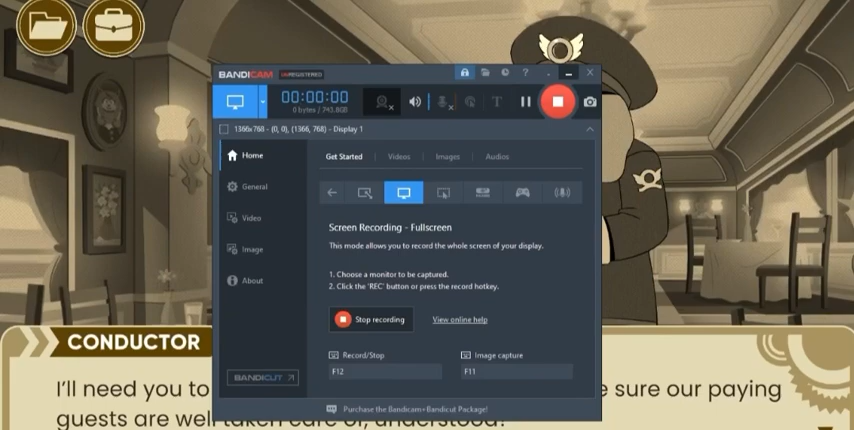 BANDICAM UNREGISTERED
00:00:00
0 bytes / 743.8GB
1366x768 - (0, 0), (1366, 768) - Display 1
Home
General
Video
Image
About
BANDICUT
Get Started Videos Images Audios
Screen Recording - Fullscreen
This mode allows you to record the whole screen of your display.
1. Choose a monitor to be captured.
2. Click the 'REC' button or press the record hotkey.
Stop recording View online help
Record/Stop Image capture
F12 F11
Purchase the Bandicam+Bandicut Package!
CONDUCTOR
I'll need you to sure our paying
guests are well taken care of, understood?